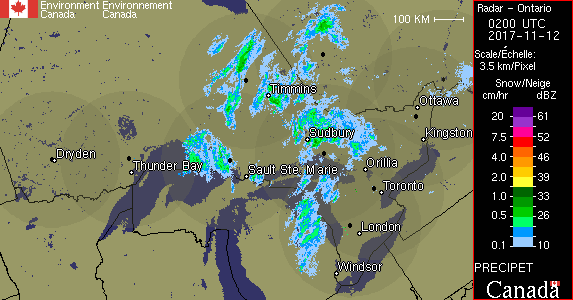 Environment Environnement
Canada Canada
100 KM
Timmins
Ottawa
Sudbury
Kingston
Dryden
Thunder Bay
Sault Ste. Marie
Orillia
Toronto
London
Windsor
Radar - Ontario
0200 UTC
2017-11-12
Scale/Échelle:
3.5 km/Pixel
Snow/Neige
cm/hr dBZ
20 61
7.5 52
4.0 46
2.0 39
1.0 33
0.5 26
0.1 10
PRECIPET
Canada